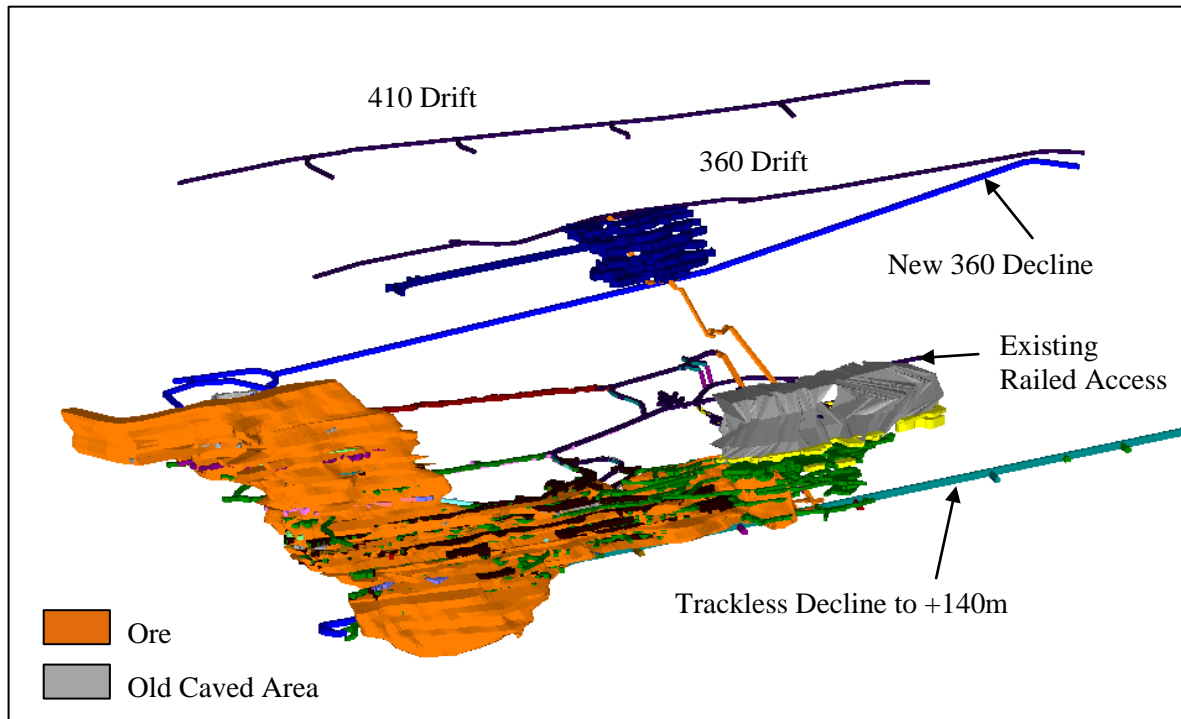 410 Drift
360 Drift
New 360 Decline
Existing
Railed Access
Trackless Decline to +140m
Ore
Old Caved Area